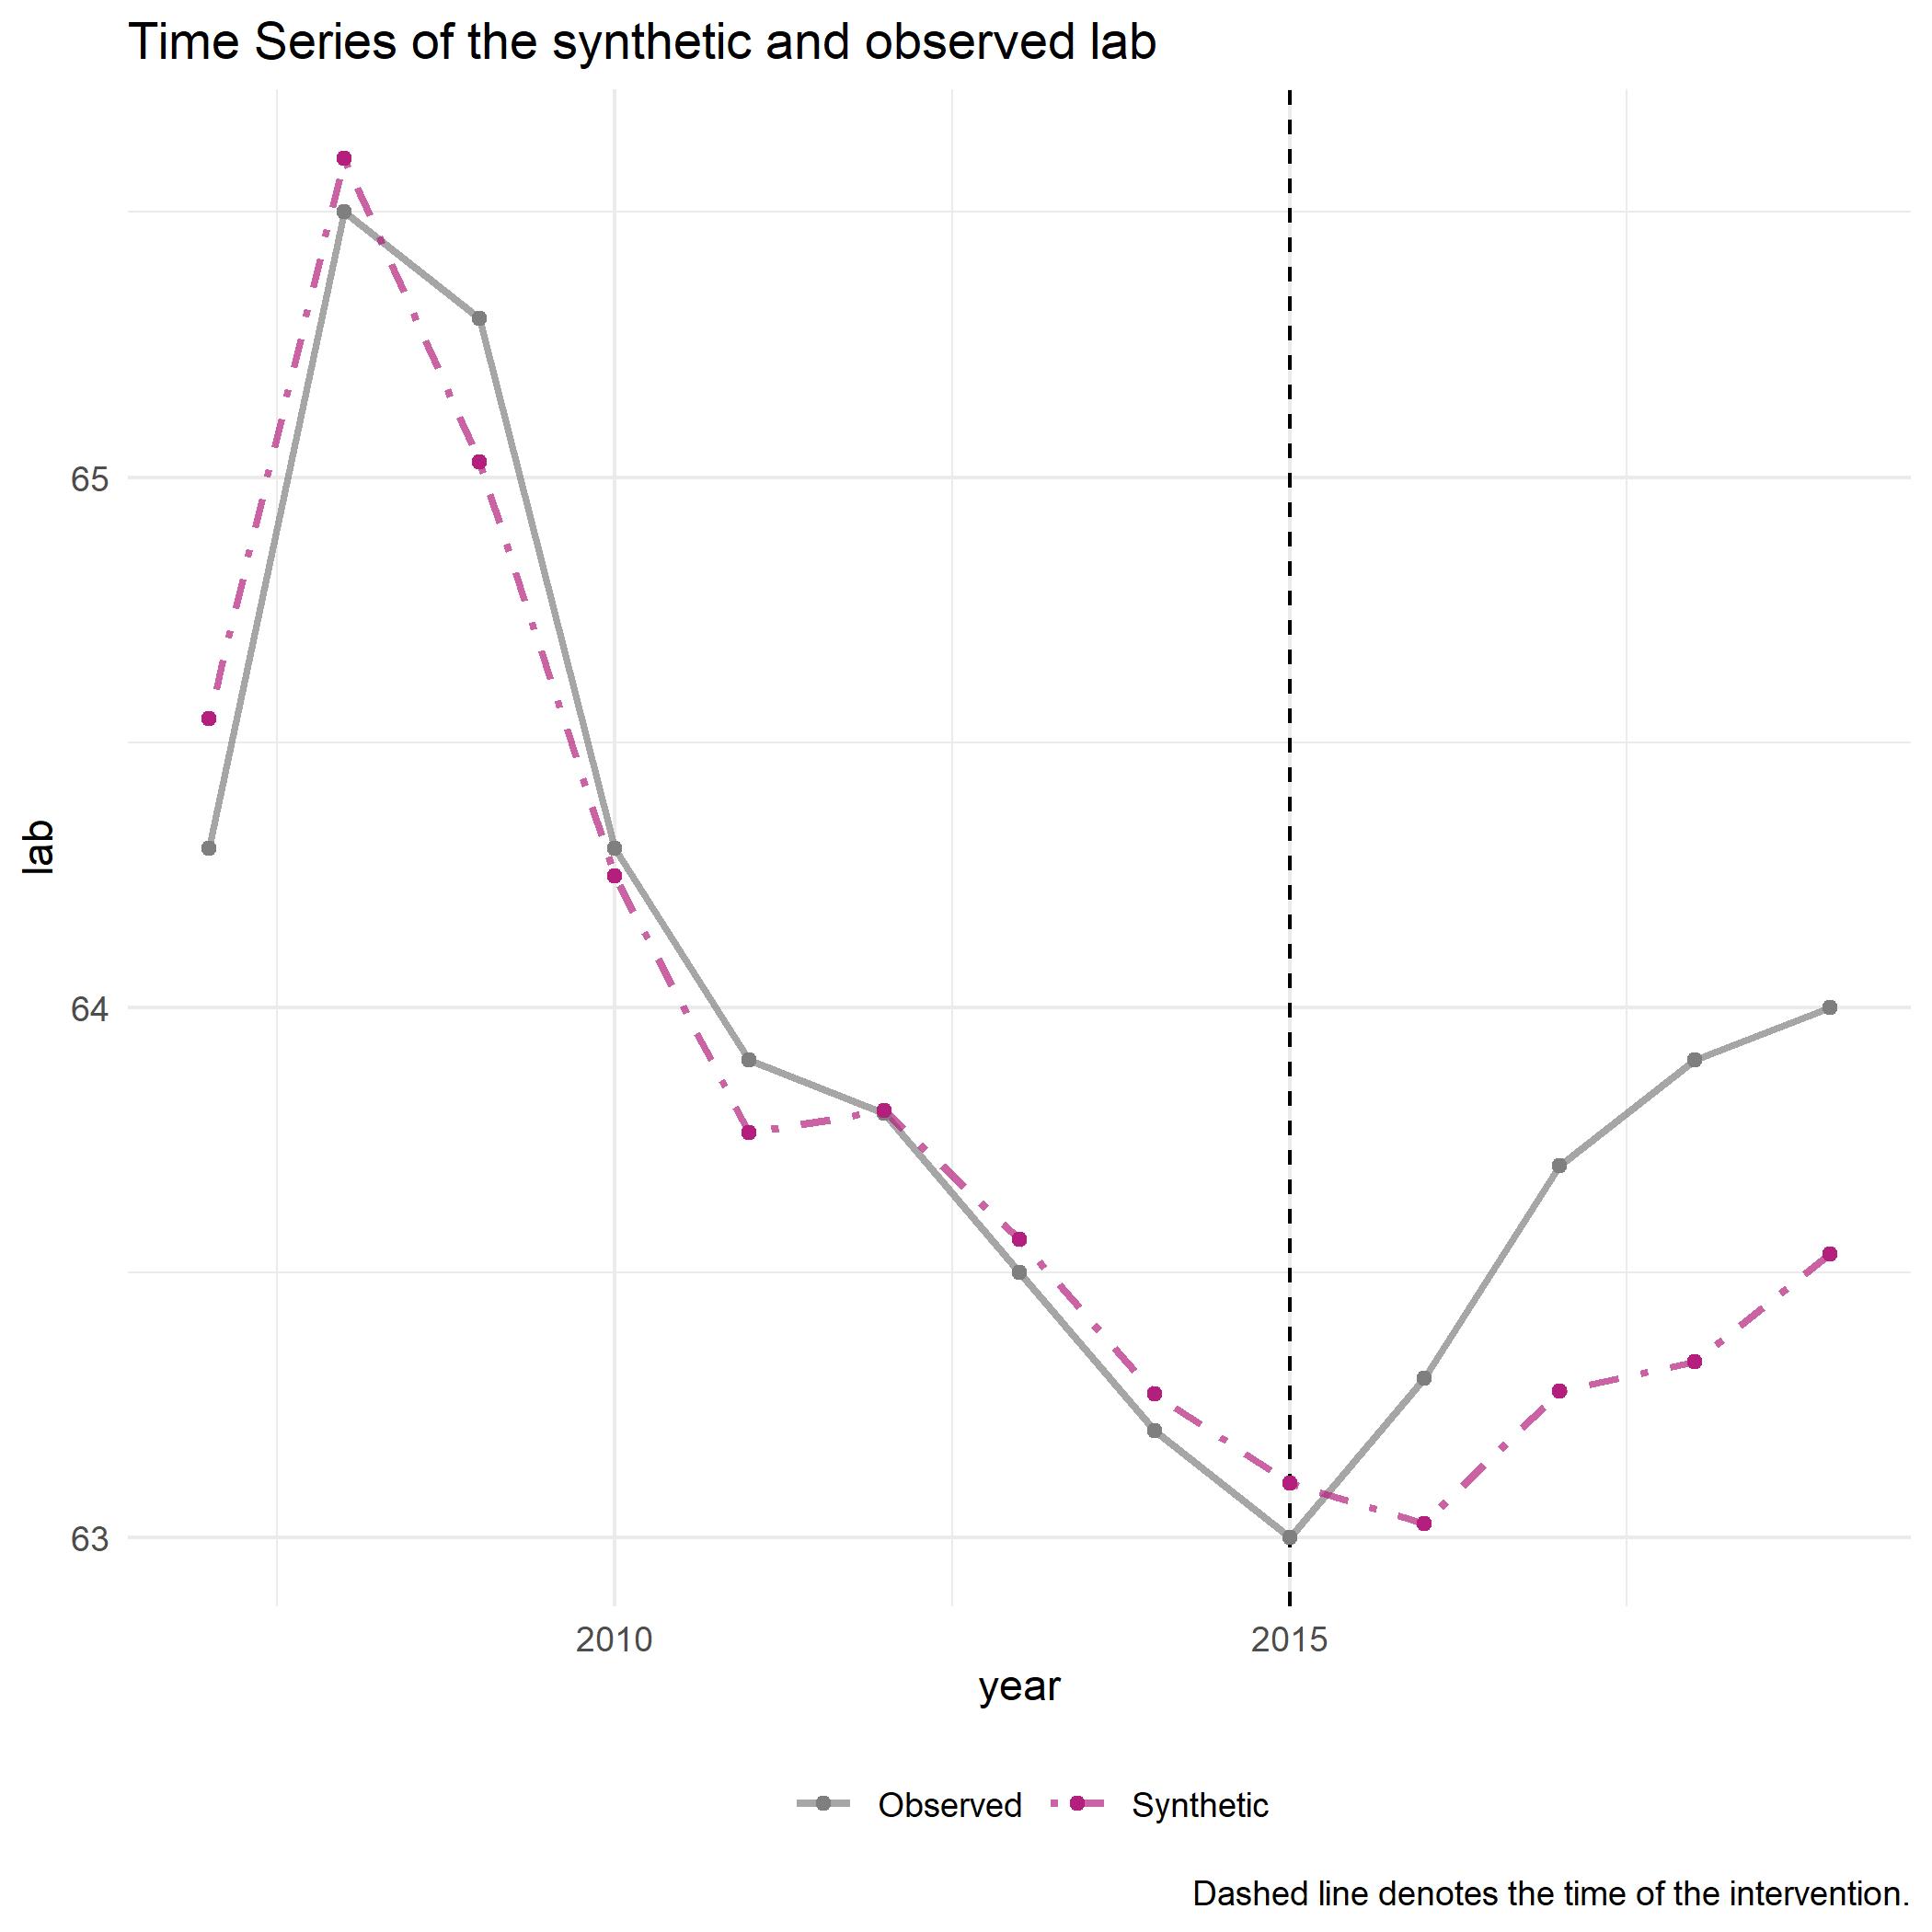 Time Series of the synthetic and observed lab
65
64
63
lab
2010 2015
year
Observed Synthetic
Dashed line denotes the time of the intervention.